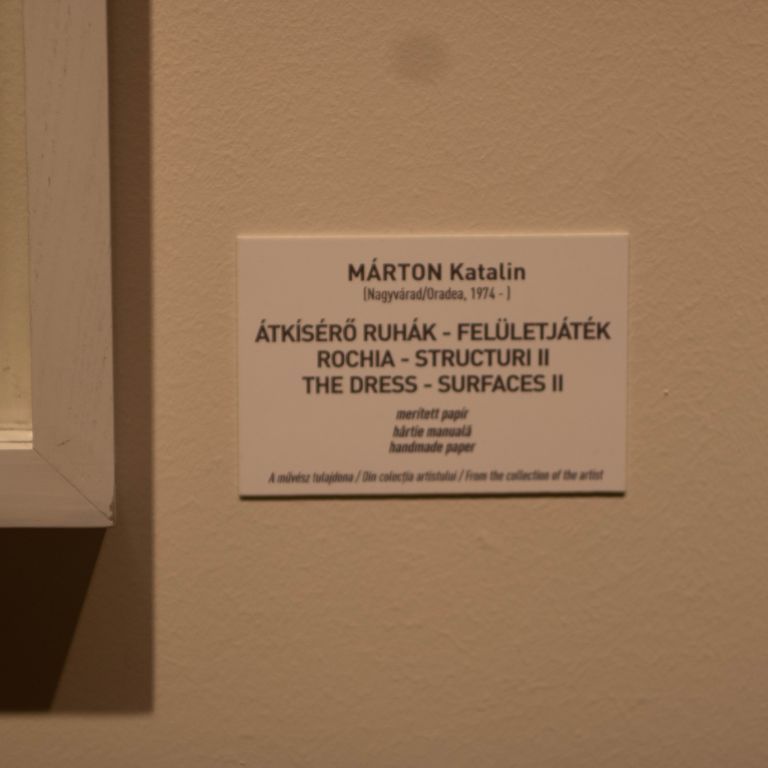 MÁRTON Katalin
(Nagyvárad/Oradea, 1974 - )
ÁTKÍSÉRŐ RUHÁK - FELÜLETJÁTÉK
ROCHIA - STRUCTURI II
THE DRESS - SURFACES II
merített papír
hârtie manualã
handmade paper
A művész tulajdona / Din colecția artistului / From the collection of the artist